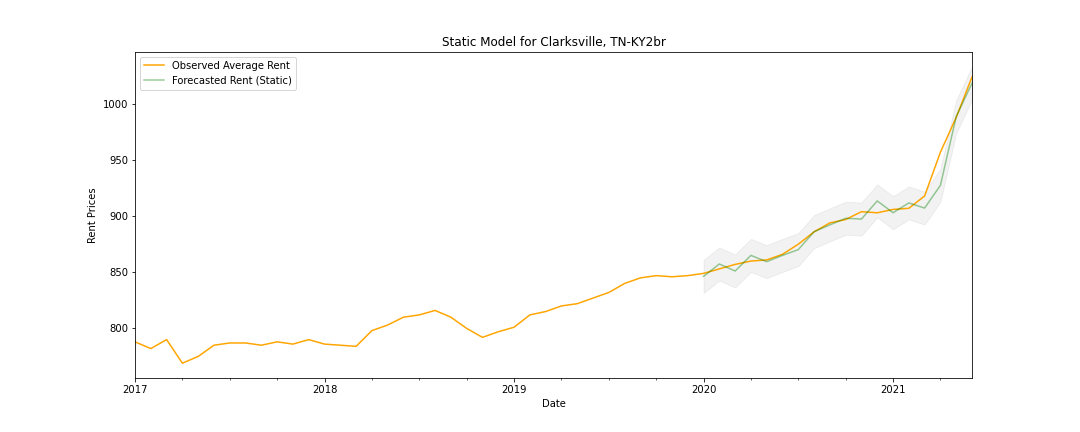 Static Model for Clarksville, TN-KY2br
Observed Average Rent
Forecasted Rent (Static)
1000
950
900
850
800
Rent Prices
2017
2018
2019
2020
2021
Date